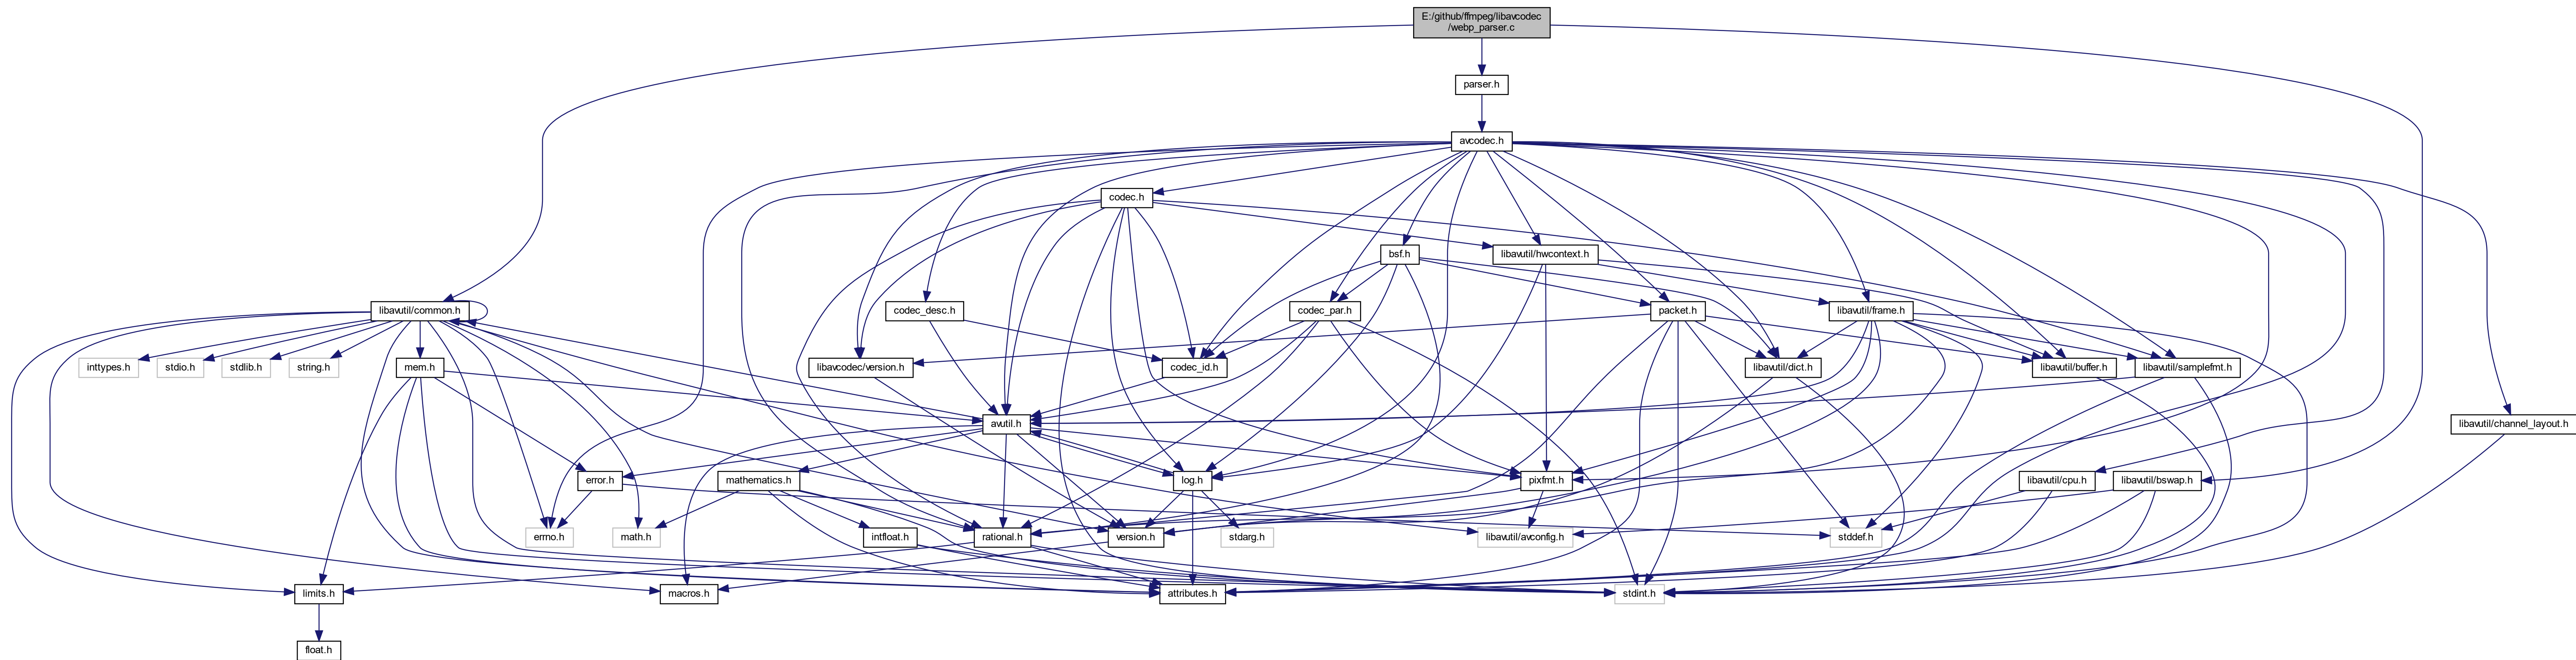 E:/github/ffmpeg/libavcodec
/webp_parser.c
parser.h
avcodec.h
codec.h
bsf.h
libavutil/hwcontext.h
libavutil/common.h
codec_desc.h
codec_par.h
packet.h
libavutil/frame.h
inttypes.h
stdio.h
stdlib.h
string.h
mem.h
libavcodec/version.h
codec_id.h
libavutil/dict.h
libavutil/buffer.h
libavutil/samplefmt.h
avutil.h
libavutil/channel_layout.h
error.h
mathematics.h
log.h
pixfmt.h
libavutil/cpu.h
libavutil/bswap.h
errno.h
math.h
intfloat.h
rational.h
version.h
stdarg.h
libavutil/avconfig.h
stddef.h
limits.h
macros.h
attributes.h
stdint.h
float.h